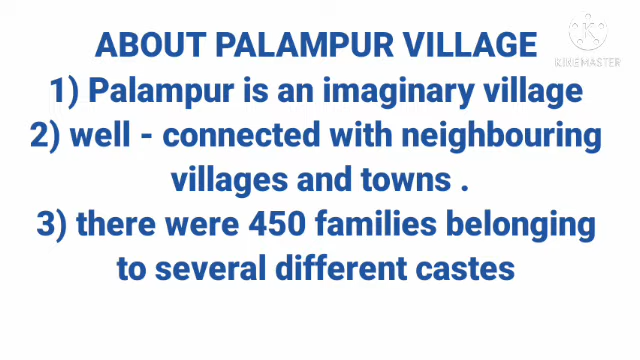 ABOUT PALAMPUR VILLAGE
1) Palampur is an imaginary village
2) well - connected with neighbouring
villages and towns .
3) there were 450 families belonging
to several different castes
KINEMASTER